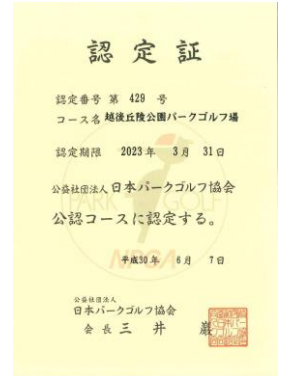 認定証
認定番号 第 429 号
コース名 越後丘陵公園パークゴルフ場
認定期限 2023年 3月 31日
公益社団法人 日本パークゴルフ協会
公認コースに認定する。
PARK GOLF
NPGA
平成30年 6月 7日
公益社団法人
日本パークゴルフ協会
会長 三井 巖